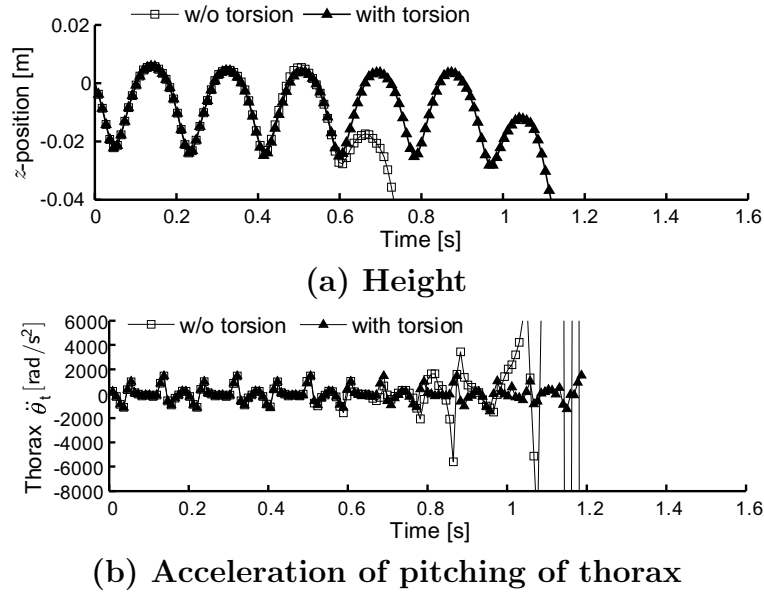 w/o torsion with torsion
0.02
0
-0.02
-0.04
z-position [m]
0 0.2 0.4 0.6 0.8 1 1.2 1.4 1.6
Time [s]
(a) Height
w/o torsion with torsion
6000
4000
2000
0
-2000
-4000
-6000
-8000
Thorax θ̈t [rad/s²]
0 0.2 0.4 0.6 0.8 1 1.2 1.4 1.6
Time [s]
(b) Acceleration of pitching of thorax